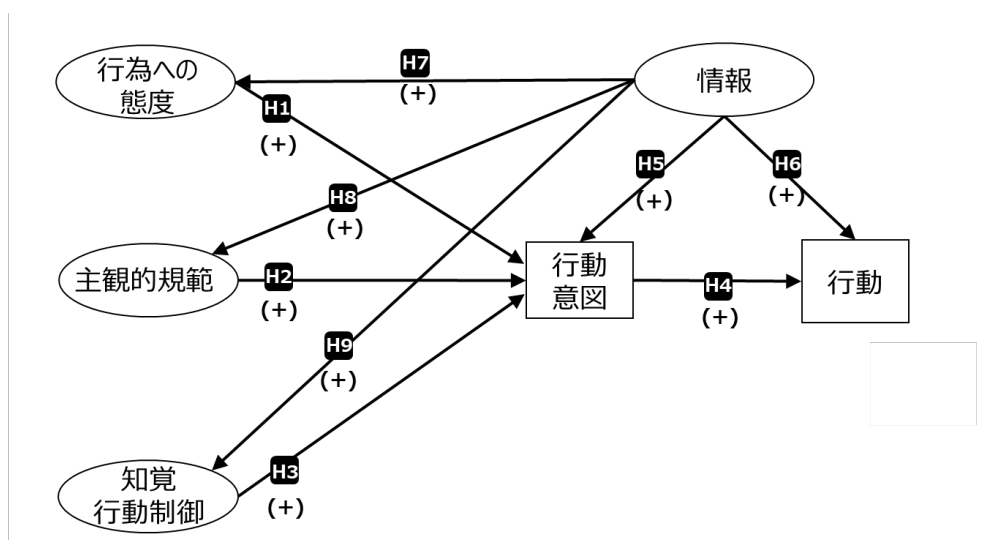 行為への
態度
H7
(+)
情報
H1
(+)
H5
(+)
H6
(+)
H8
(+)
主観的規範
H2
(+)
行動
意図
H4
(+)
行動
H9
(+)
知覚
行動制御
H3
(+)